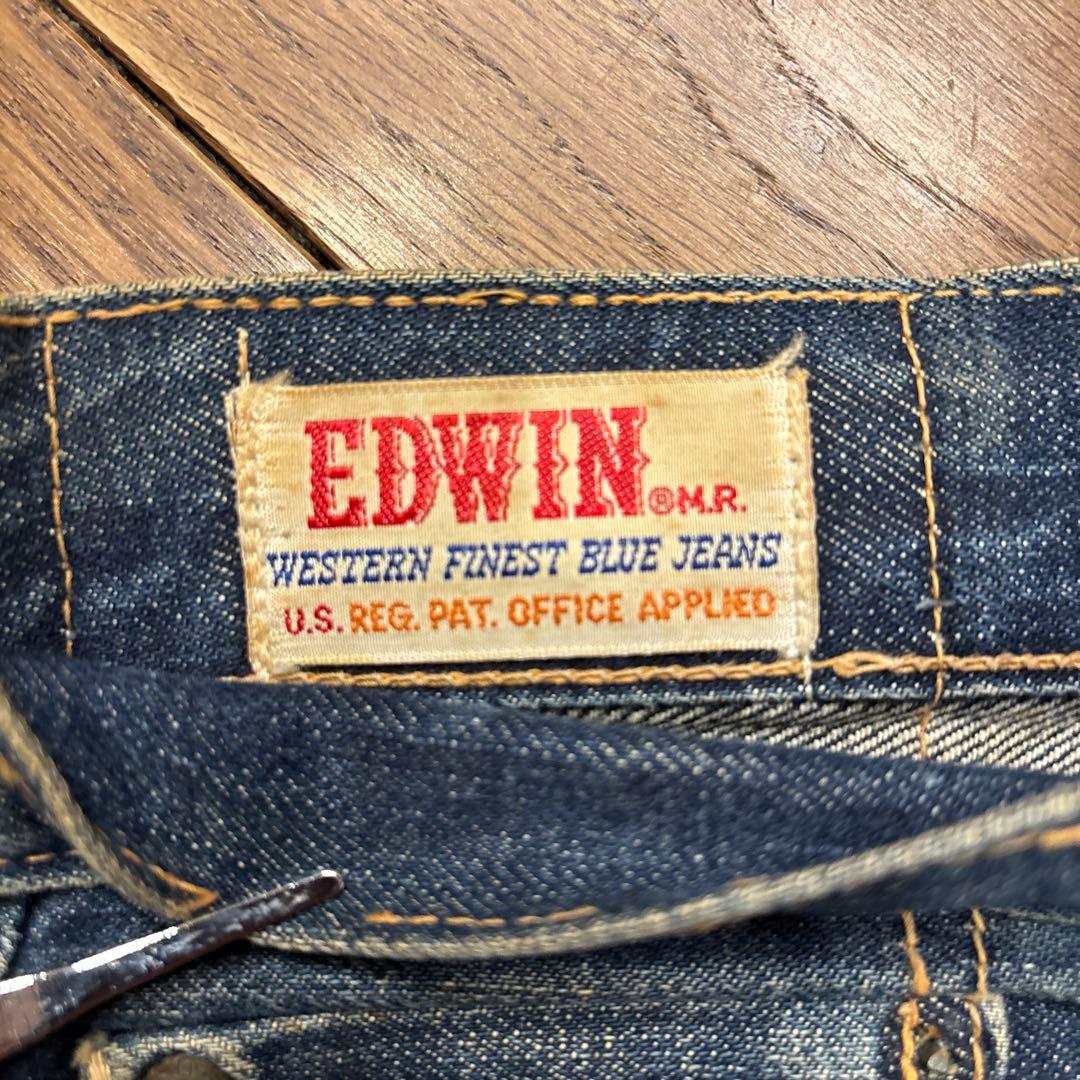 EDWIN ®M.R.
WESTERN FINEST BLUE JEANS
U.S. REG. PAT. OFFICE APPLIED